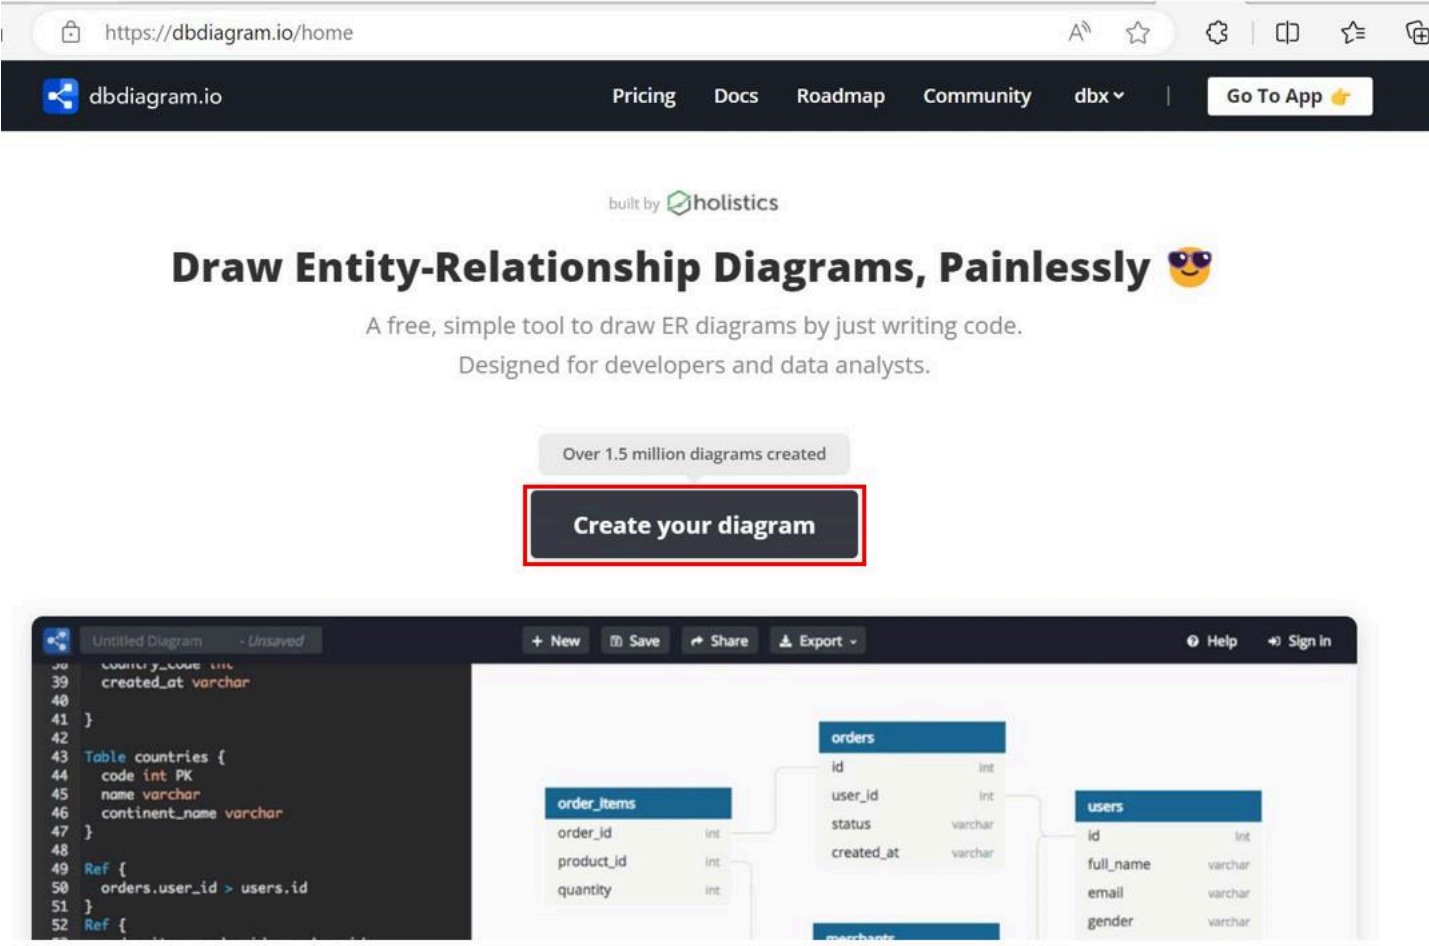 https://dbdiagram.io/home
dbdiagram.io
Pricing
Docs
Roadmap
Community
dbx
Go To App
built by holistics
Draw Entity-Relationship Diagrams, Painlessly
A free, simple tool to draw ER diagrams by just writing code.
Designed for developers and data analysts.
Over 1.5 million diagrams created
Create your diagram
Untitled Diagram - Unsaved
+ New
Save
Share
Export
Help
Sign in
38 country_code int
39 created_at varchar
40
41 }
42
43 Table countries {
44 code int PK
45 name varchar
46 continent_name varchar
47 }
48
49 Ref {
50 orders.user_id > users.id
51 }
52 Ref {
order_items
order_id int
product_id int
quantity int
orders
id int
user_id int
status varchar
created_at varchar
merchants
users
id int
full_name varchar
email varchar
gender varchar